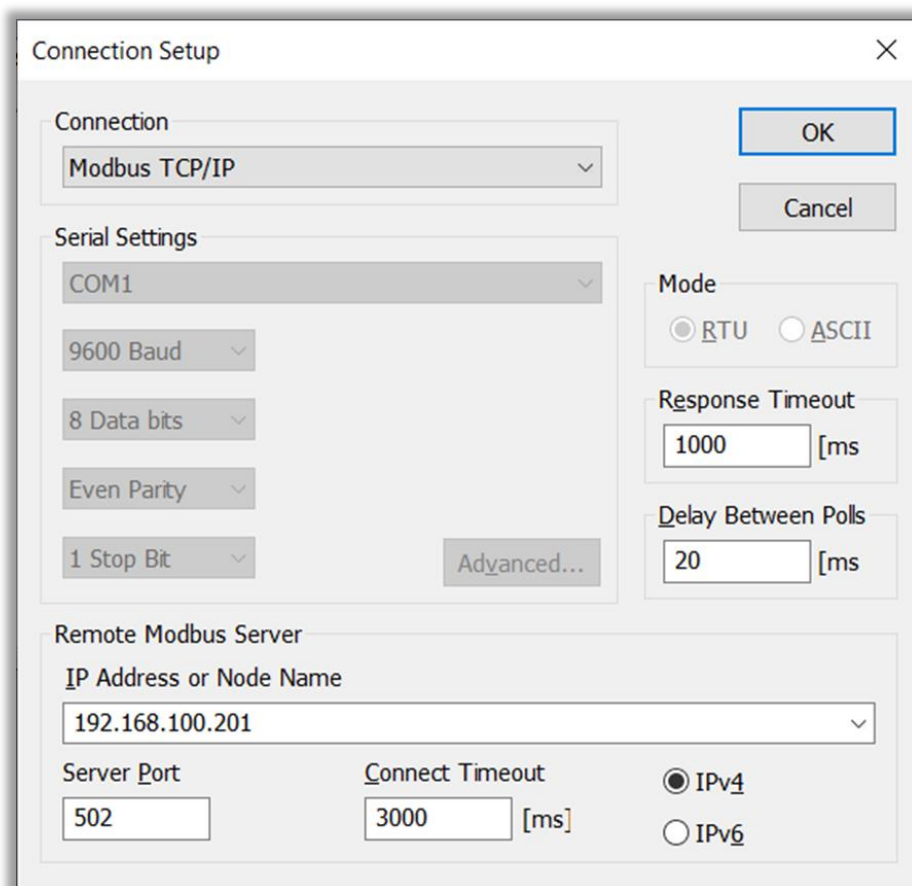 Connection Setup
Connection
OK
Modbus TCP/IP
Cancel
Serial Settings
COM1
Mode
RTU ASCII
9600 Baud
Response Timeout
8 Data bits
1000 [ms
Even Parity
Delay Between Polls
1 Stop Bit Advanced...
20 [ms
Remote Modbus Server
IP Address or Node Name
192.168.100.201
Server Port Connect Timeout
IPv4
502 3000 [ms]
IPv6